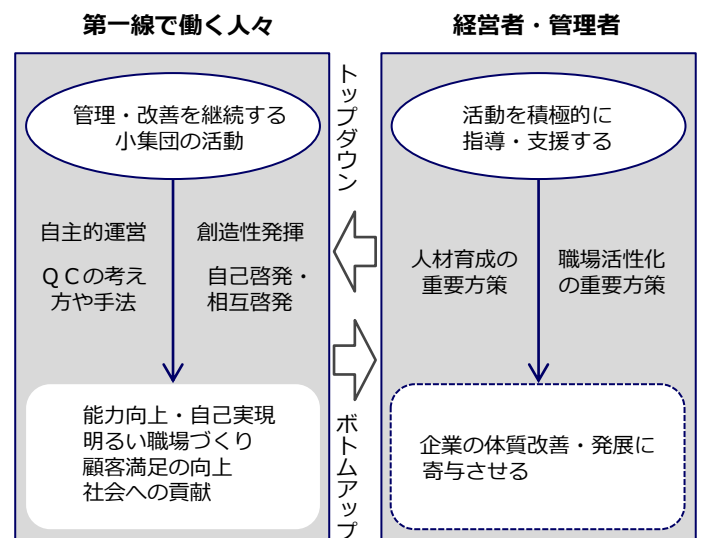 第一線で働く人々
経営者・管理者
管理・改善を継続する
小集団の活動
トップダウン
活動を積極的に
指導・支援する
自主的運営
創造性発揮
ＱＣの考え
方や手法
自己啓発・
相互啓発
人材育成の
重要方策
職場活性化
の重要方策
能力向上・自己実現
明るい職場づくり
顧客満足の向上
社会への貢献
ボトムアップ
企業の体質改善・発展に
寄与させる